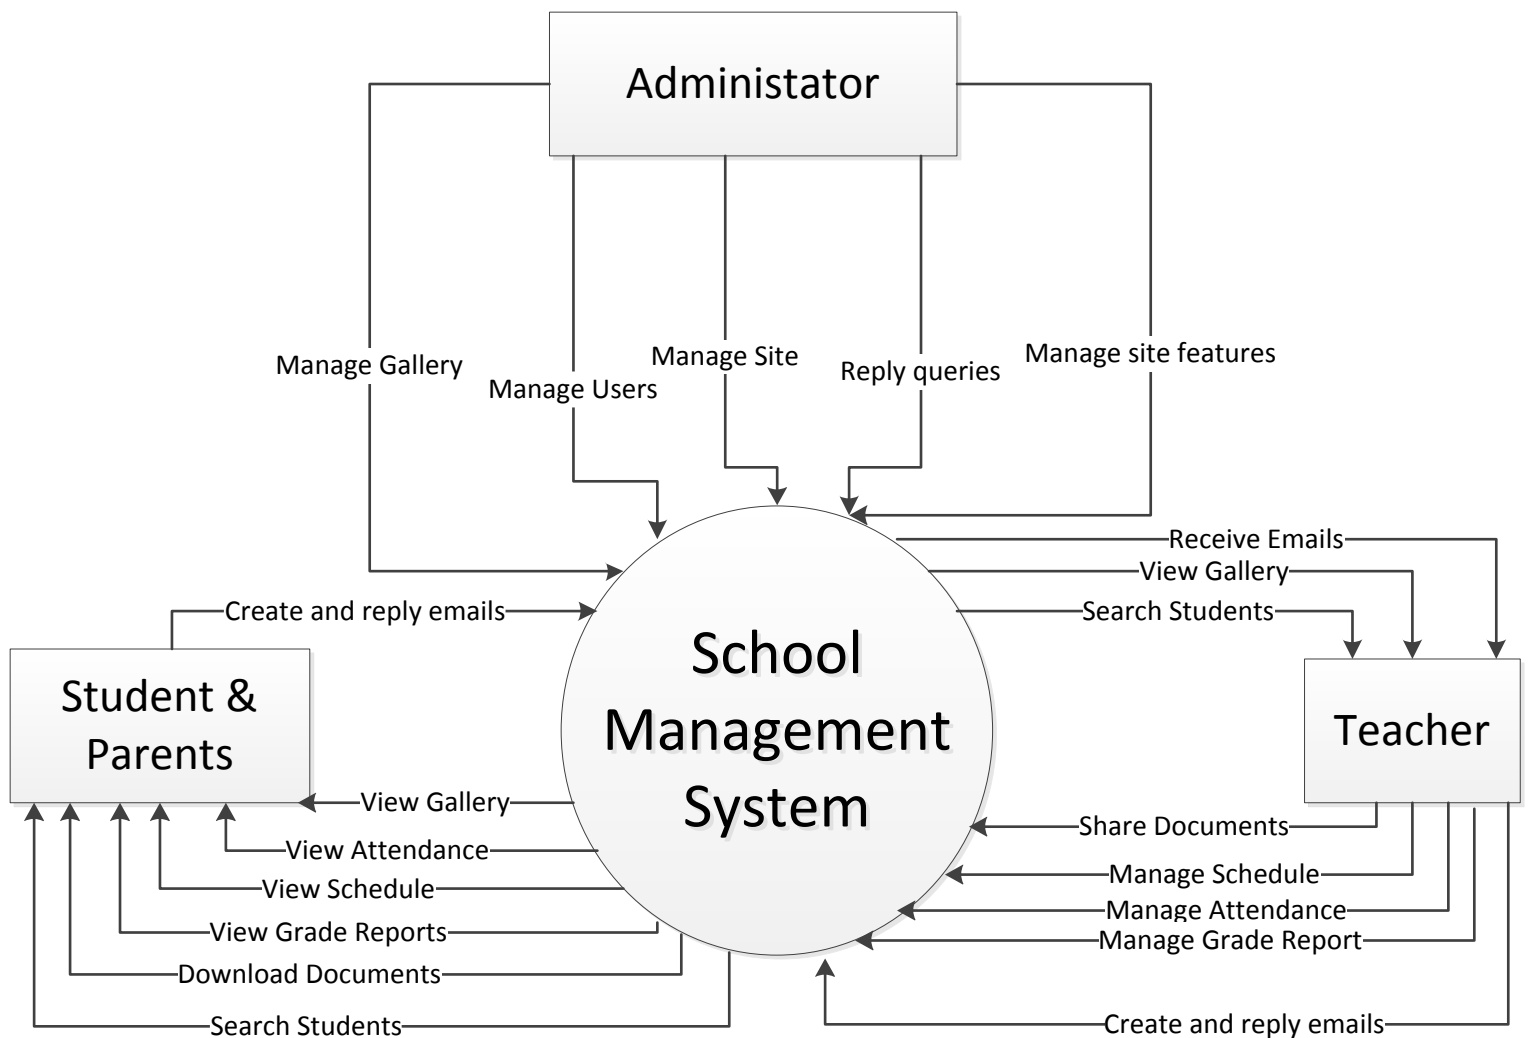 Administator
Manage Gallery
Manage Users
Manage Site
Reply queries
Manage site features
Receive Emails
View Gallery
Search Students
Create and reply emails
Student &
Parents
School
Management
System
Teacher
View Gallery
View Attendance
View Schedule
View Grade Reports
Download Documents
Search Students
Share Documents
Manage Schedule
Manage Attendance
Manage Grade Report
Create and reply emails